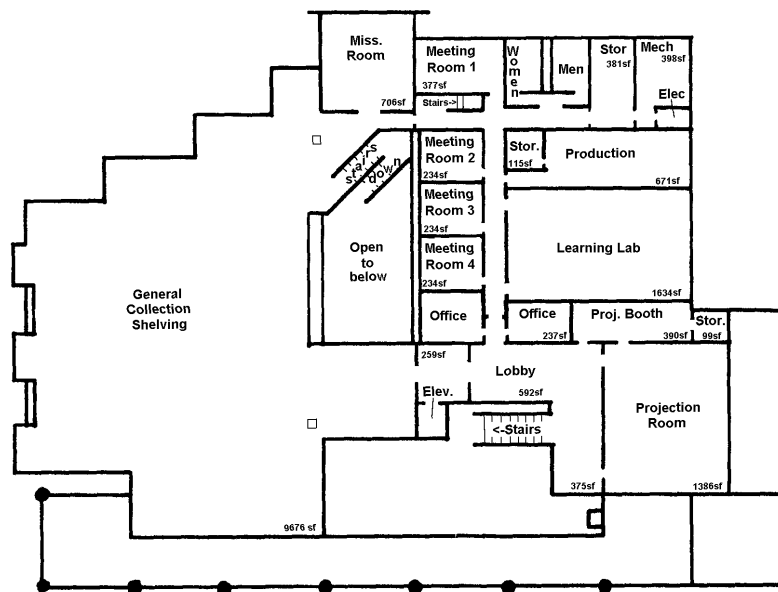 Miss.
Room
706sf
Meeting
Room 1
377sf
Stairs->
Women
Men
Stor
381sf
Mech
398sf
Elec
stairs
down
Meeting
Room 2
234sf
Stor.
115sf
Production
671sf
Meeting
Room 3
234sf
Open
to
below
Meeting
Room 4
234sf
Learning Lab
1634sf
General
Collection
Shelving
Office
Office
237sf
Proj. Booth
390sf
Stor.
99sf
259sf
Lobby
592sf
Elev.
<-Stairs
Projection
Room
375sf
1386sf
9676 sf